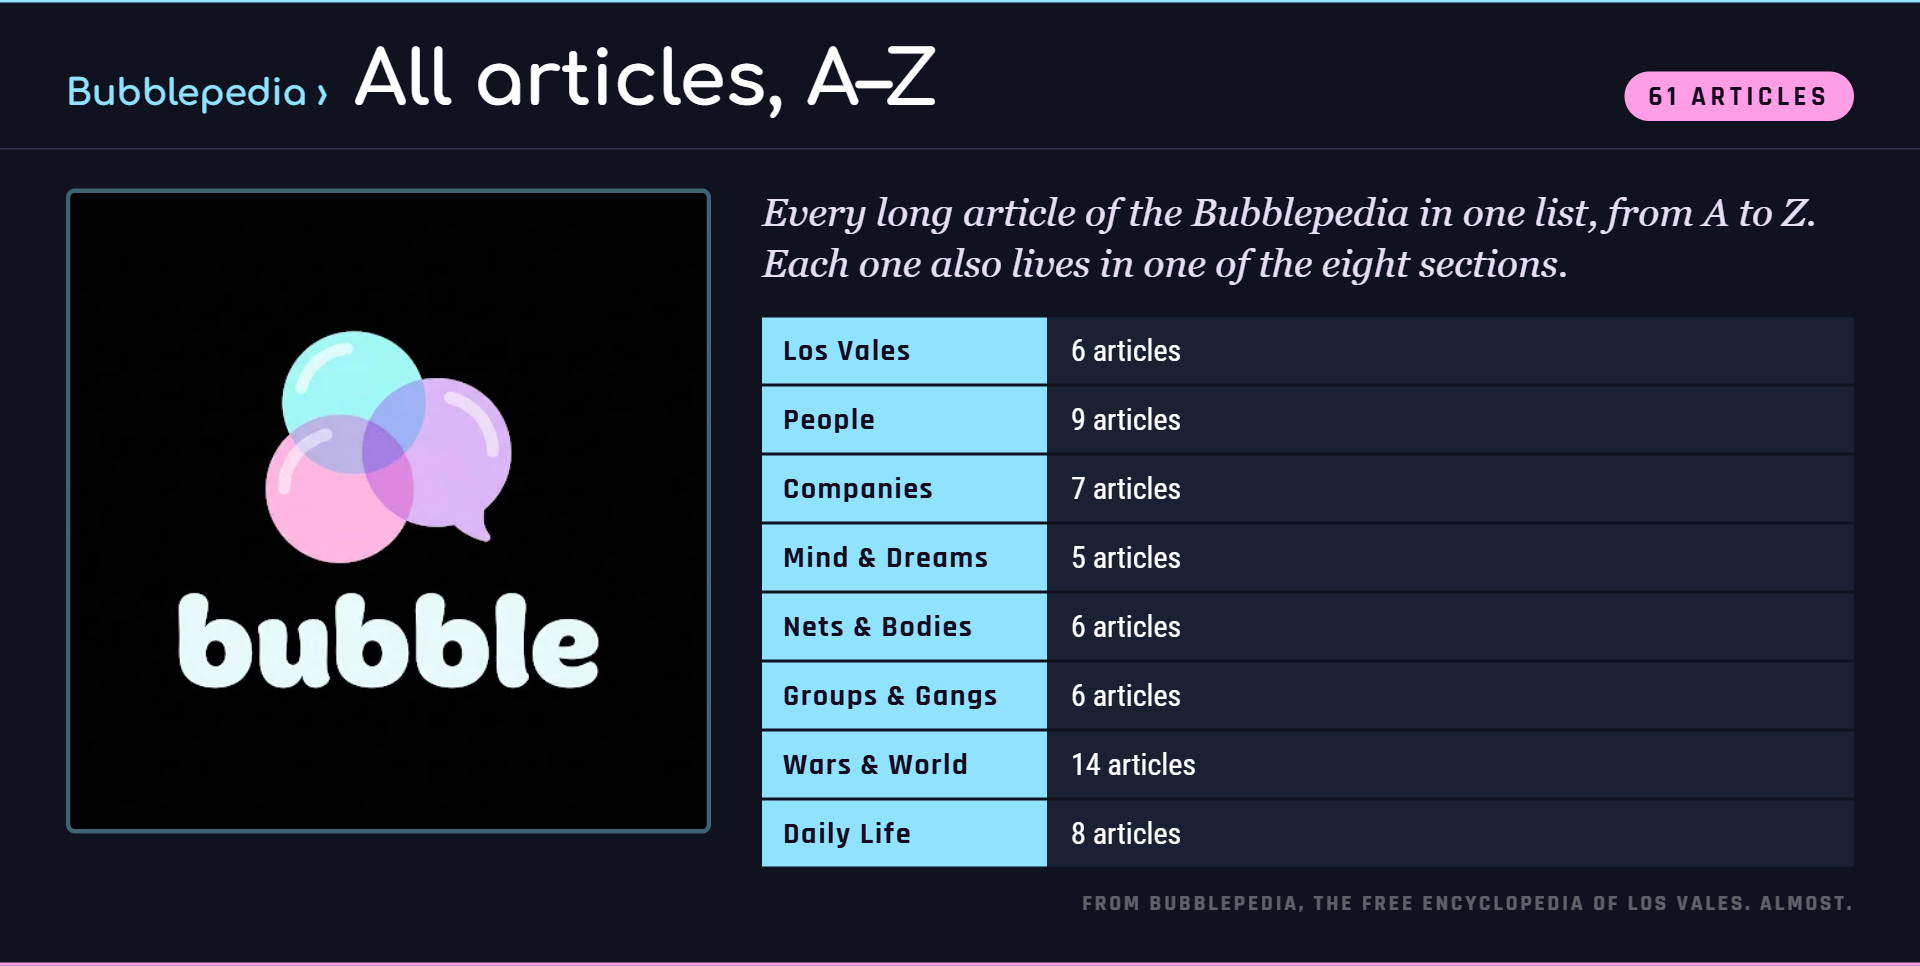 Bubblepedia › All articles, A–Z
61 ARTICLES
bubble
Every long article of the Bubblepedia in one list, from A to Z.
Each one also lives in one of the eight sections.
Los Vales 6 articles
People 9 articles
Companies 7 articles
Mind & Dreams 5 articles
Nets & Bodies 6 articles
Groups & Gangs 6 articles
Wars & World 14 articles
Daily Life 8 articles
FROM BUBBLEPEDIA, THE FREE ENCYCLOPEDIA OF LOS VALES. ALMOST.